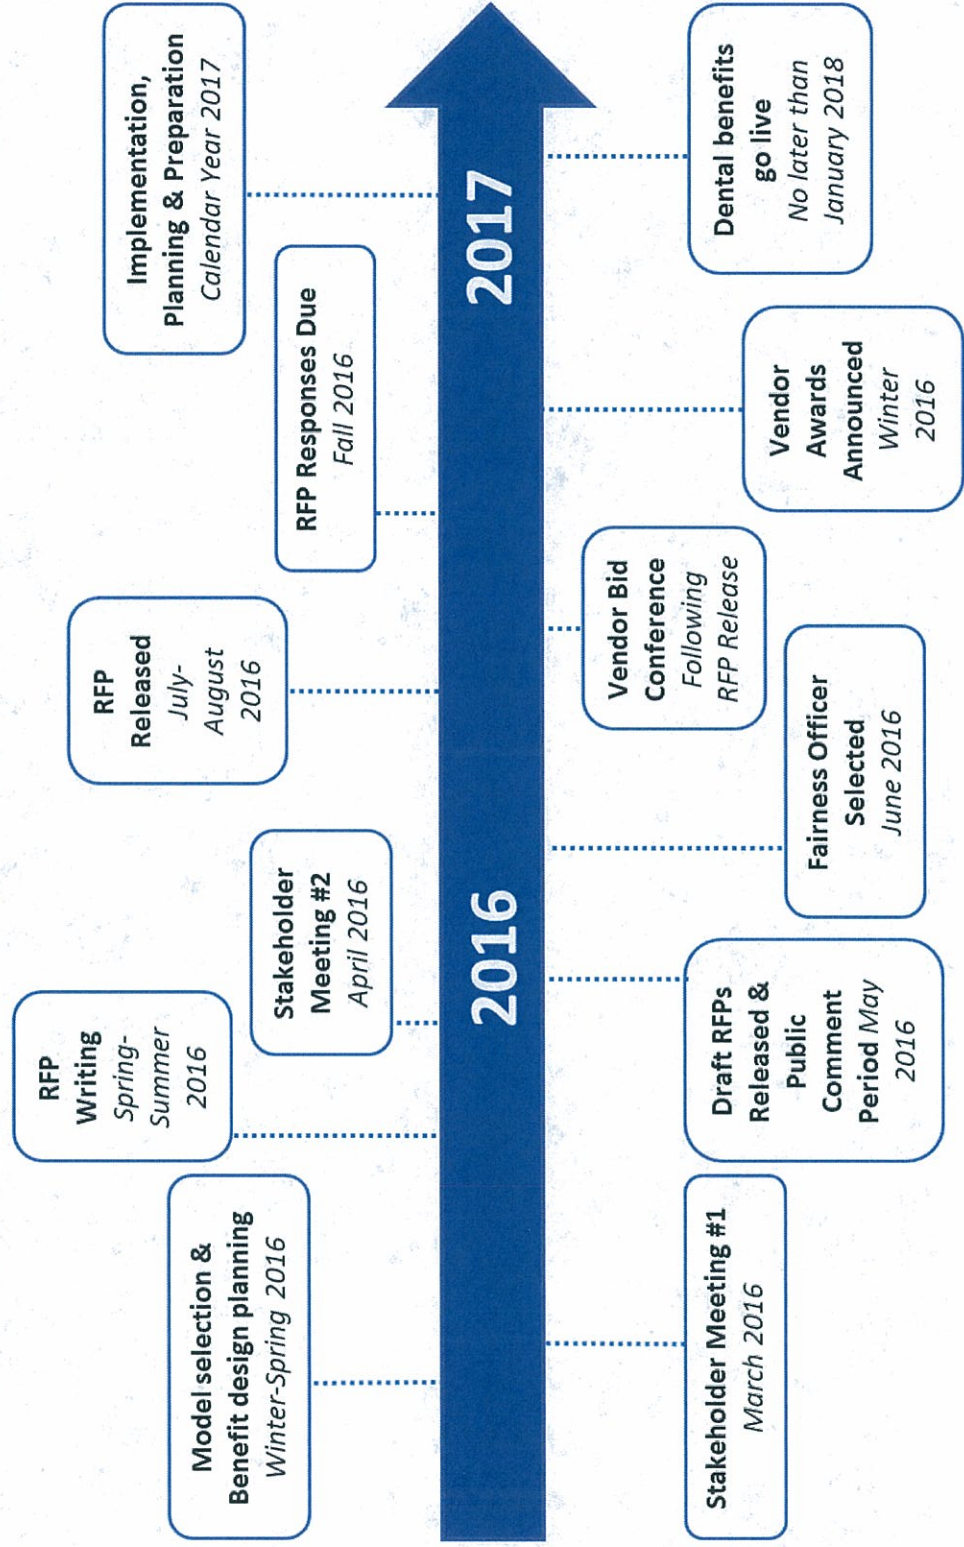 Model selection &
Benefit design planning
Winter-Spring 2016
RFP
Writing
Spring-
Summer
2016
Stakeholder
Meeting #2
April 2016
RFP
Released
July-
August
2016
RFP Responses Due
Fall 2016
Implementation,
Planning & Preparation
Calendar Year 2017
2016
2017
Stakeholder Meeting #1
March 2016
Draft RFPs
Released &
Public
Comment
Period May
2016
Fairness Officer
Selected
June 2016
Vendor Bid
Conference
Following
RFP Release
Vendor
Awards
Announced
Winter
2016
Dental benefits
go live
No later than
January 2018